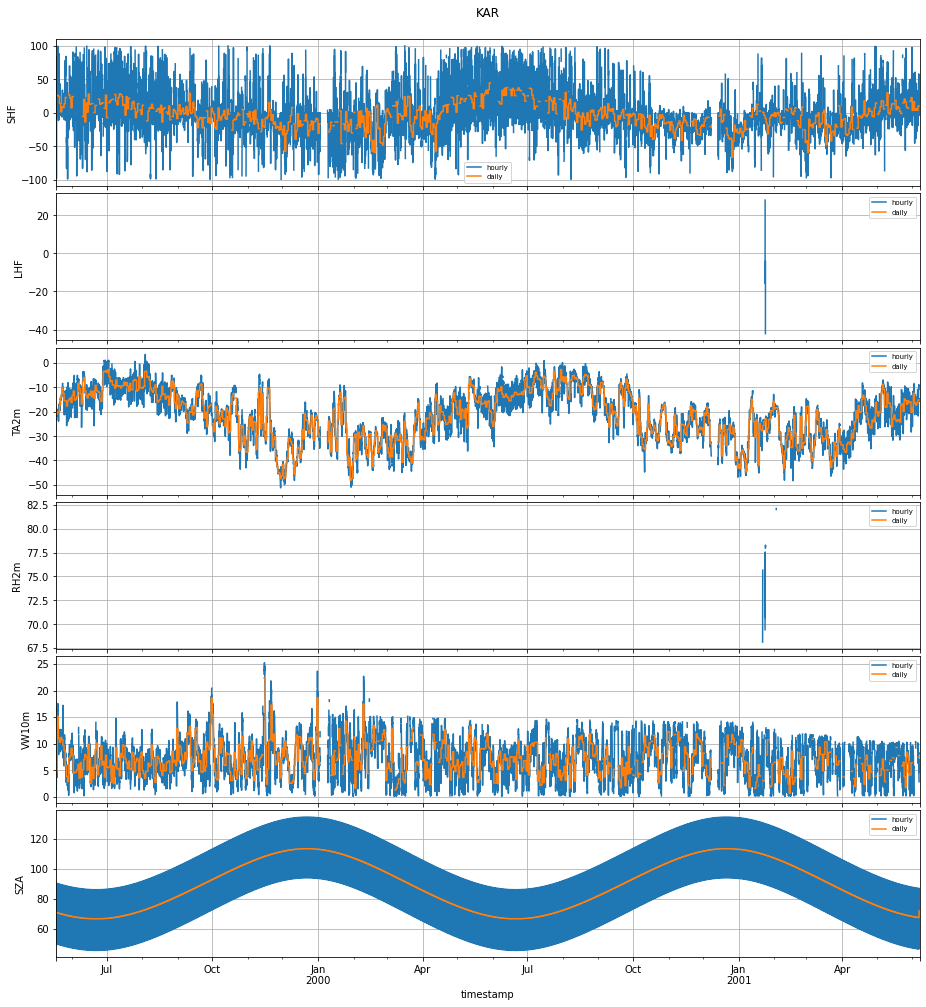 KAR
SHF
100
50
0
−50
−100
hourly
daily
LHF
20
0
−20
−40
hourly
daily
TA2m
0
−10
−20
−30
−40
−50
hourly
daily
RH2m
82.5
80.0
77.5
75.0
72.5
70.0
67.5
hourly
daily
VW10m
25
20
15
10
5
0
hourly
daily
SZA
120
100
80
60
hourly
daily
Jul Oct Jan Apr Jul Oct Jan Apr
2000 2001
timestamp